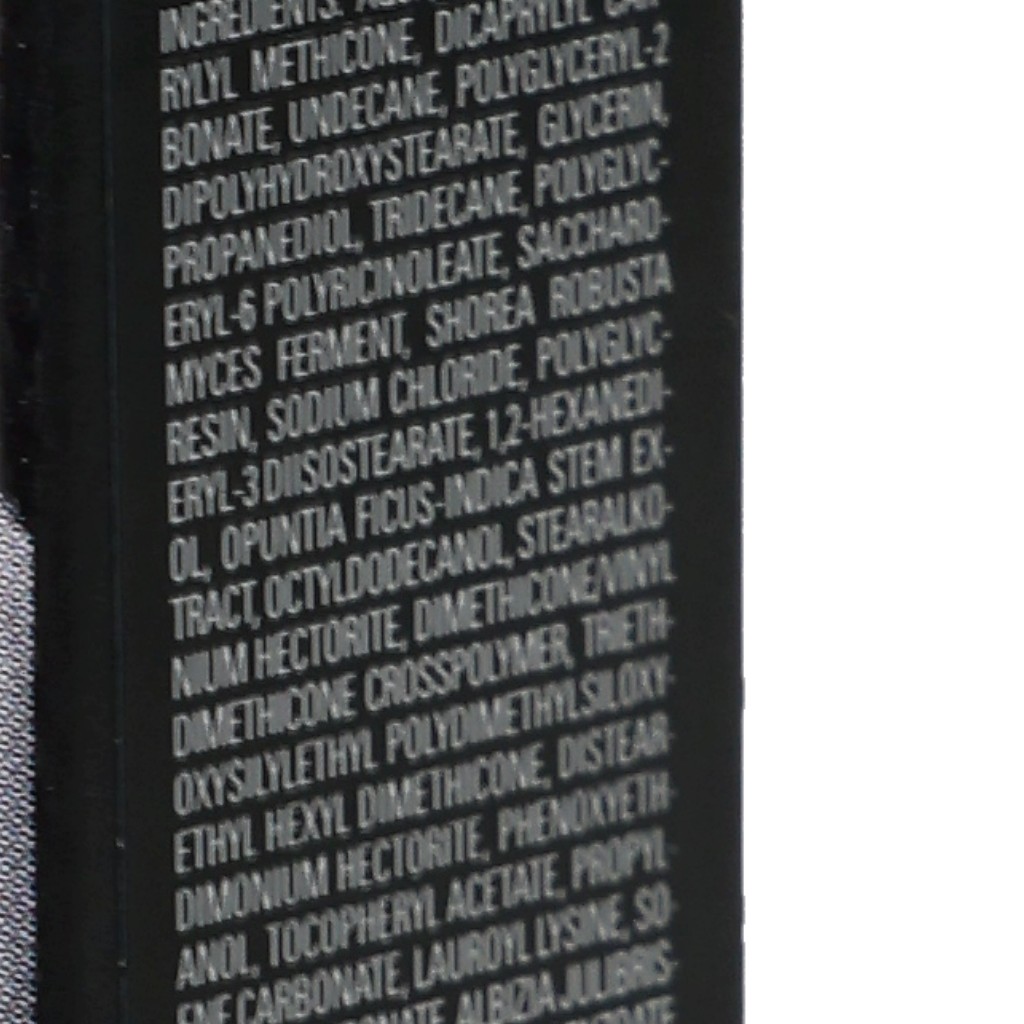 INGREDIENTS:
RYLYL METHICONE, DICAPRYLYL CAR-
BONATE, UNDECANE, POLYGLYCERYL-2
DIPOLYHYDROXYSTEARATE, GLYCERIN,
PROPANEDIOL, TRIDECANE, POLYGLYC-
ERYL-6 POLYRICINOLEATE, SACCHARO-
MYCES FERMENT, SHOREA ROBUSTA
RESIN, SODIUM CHLORIDE, POLYGLYC-
ERYL-3 DIISOSTEARATE, 1,2-HEXANEDI-
OL, OPUNTIA FICUS-INDICA STEM EX-
TRACT, OCTYLDODECANOL, STEARALKO-
NIUM HECTORITE, DIMETHICONE/VINYL
DIMETHICONE CROSSPOLYMER, TRIETH-
OXYSILYLETHYL POLYDIMETHYLSILOXY-
ETHYL HEXYL DIMETHICONE, DISTEAR-
DIMONIUM HECTORITE, PHENOXYETH-
ANOL, TOCOPHERYL ACETATE, PROPYL-
ENE CARBONATE, LAUROYL LYSINE, SO-
ALBIZIA JULIBRIS-